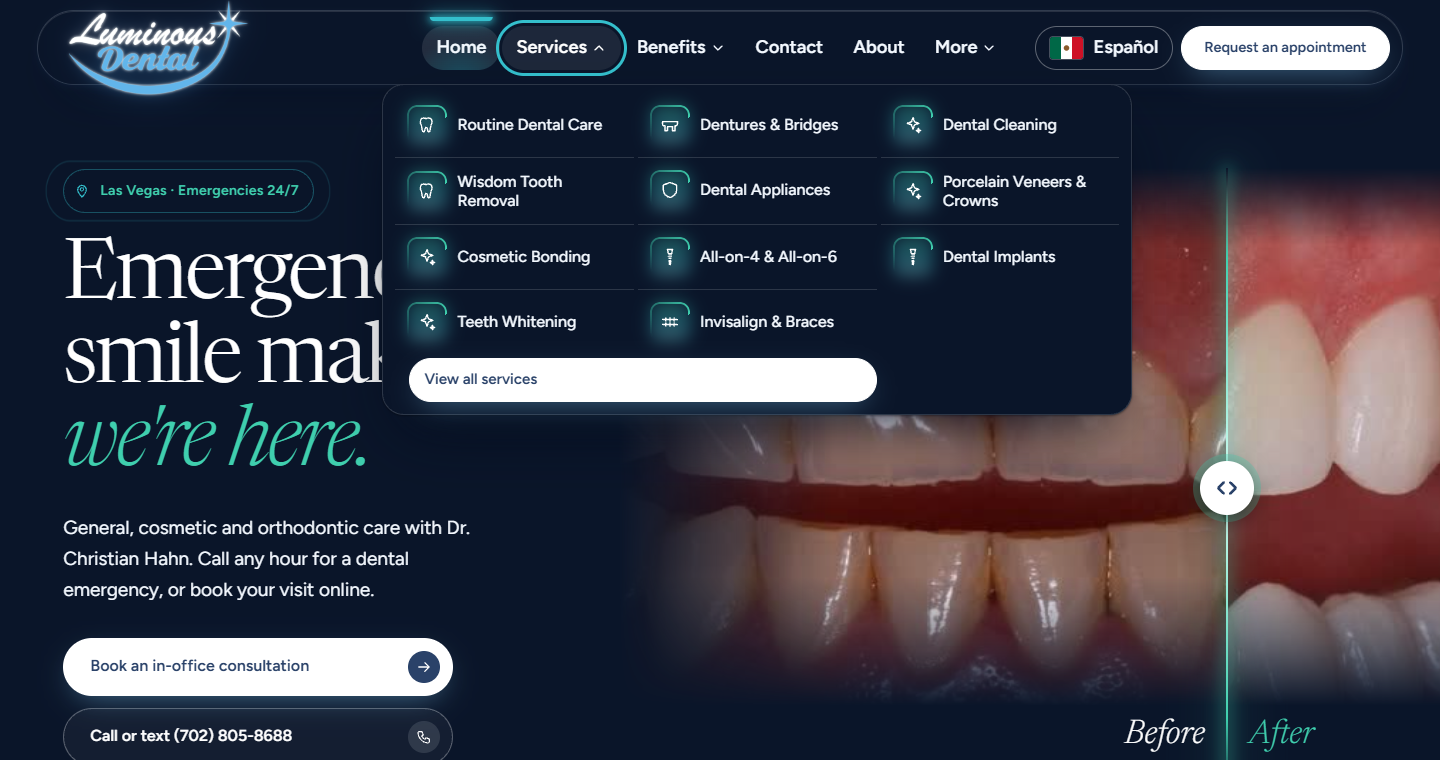 Luminous
Dental
Home
Services
Benefits
Contact
About
More
Español
Request an appointment
Routine Dental Care
Dentures & Bridges
Dental Cleaning
Wisdom Tooth
Removal
Dental Appliances
Porcelain Veneers &
Crowns
Cosmetic Bonding
All-on-4 & All-on-6
Dental Implants
Teeth Whitening
Invisalign & Braces
View all services
Las Vegas · Emergencies 24/7
smile
we're here.
General, cosmetic and orthodontic care with Dr.
Christian Hahn. Call any hour for a dental
emergency, or book your visit online.
Book an in-office consultation
Call or text (702) 805-8688
Before
After